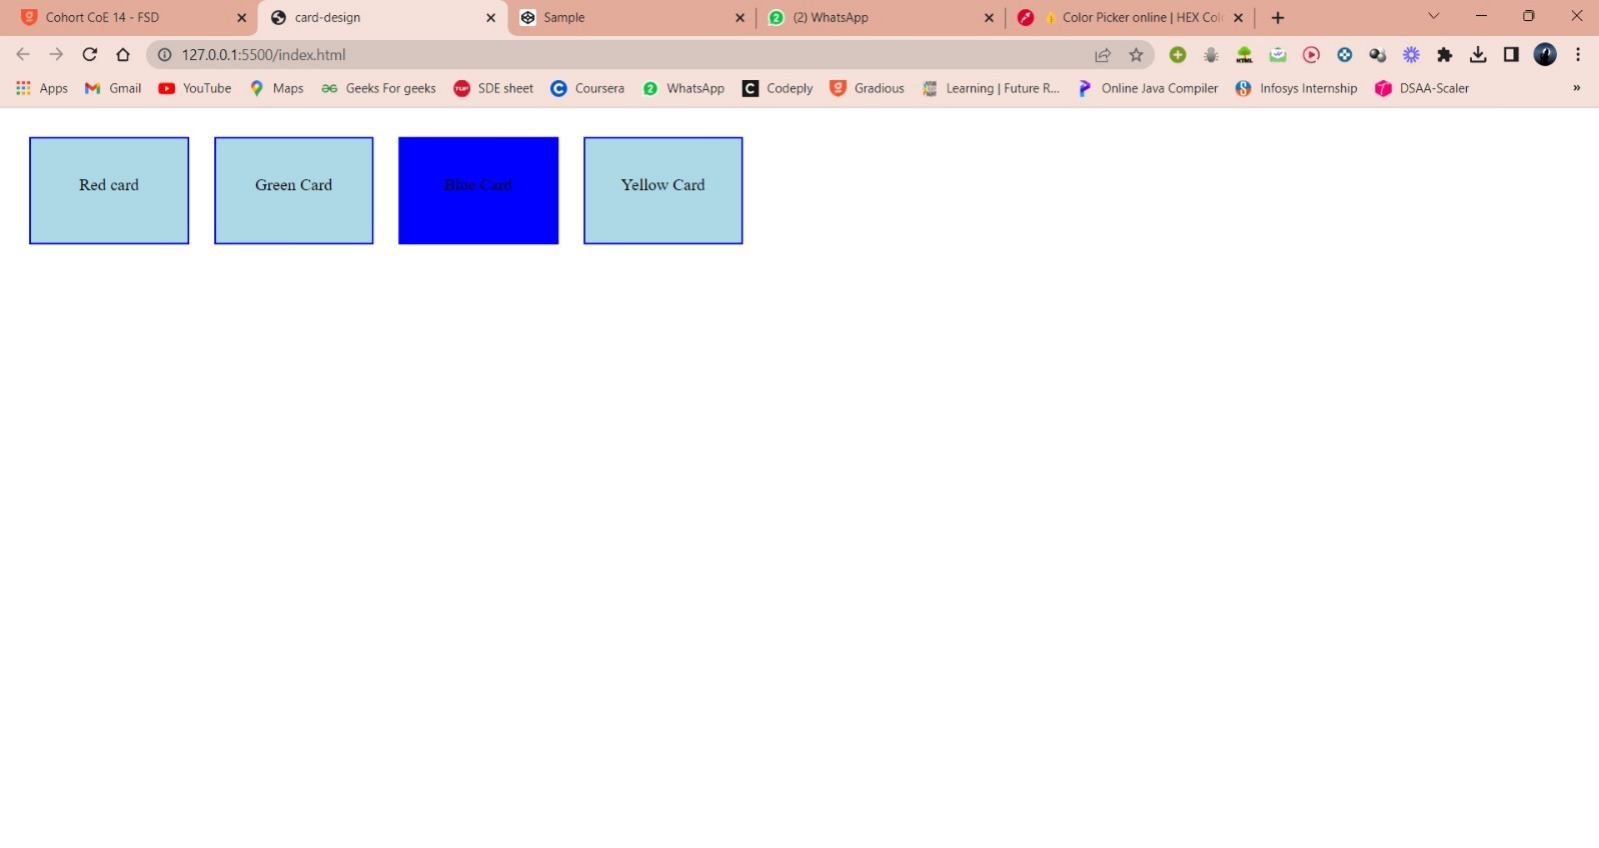 Cohort CoE 14 - FSD card-design Sample (2) WhatsApp Color Picker online | HEX Col
127.0.0.1:5500/index.html
Apps Gmail YouTube Maps Geeks For geeks SDE sheet Coursera WhatsApp Codeply Gradious Learning | Future R... Online Java Compiler Infosys Internship DSAA-Scaler »
Red card Green Card Blue Card Yellow Card